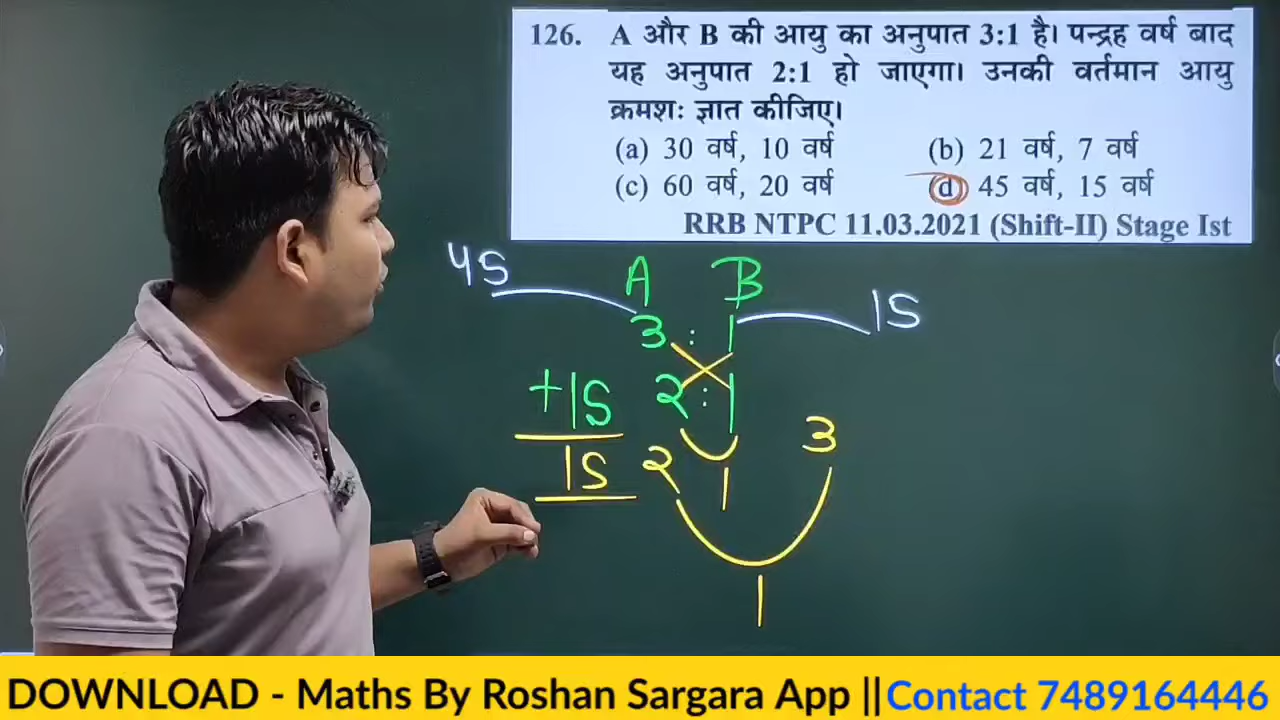 126. A और B की आयु का अनुपात 3:1 है। पन्द्रह वर्ष बाद
यह अनुपात 2:1 हो जाएगा। उनकी वर्तमान आयु
क्रमशः ज्ञात कीजिए।
(a) 30 वर्ष, 10 वर्ष (b) 21 वर्ष, 7 वर्ष
(c) 60 वर्ष, 20 वर्ष (d) 45 वर्ष, 15 वर्ष
RRB NTPC 11.03.2021 (Shift-II) Stage Ist
A B
45 3 : 1 15
+15 2 : 1
15 2 1 3
1
DOWNLOAD - Maths By Roshan Sargara App || Contact 7489164446